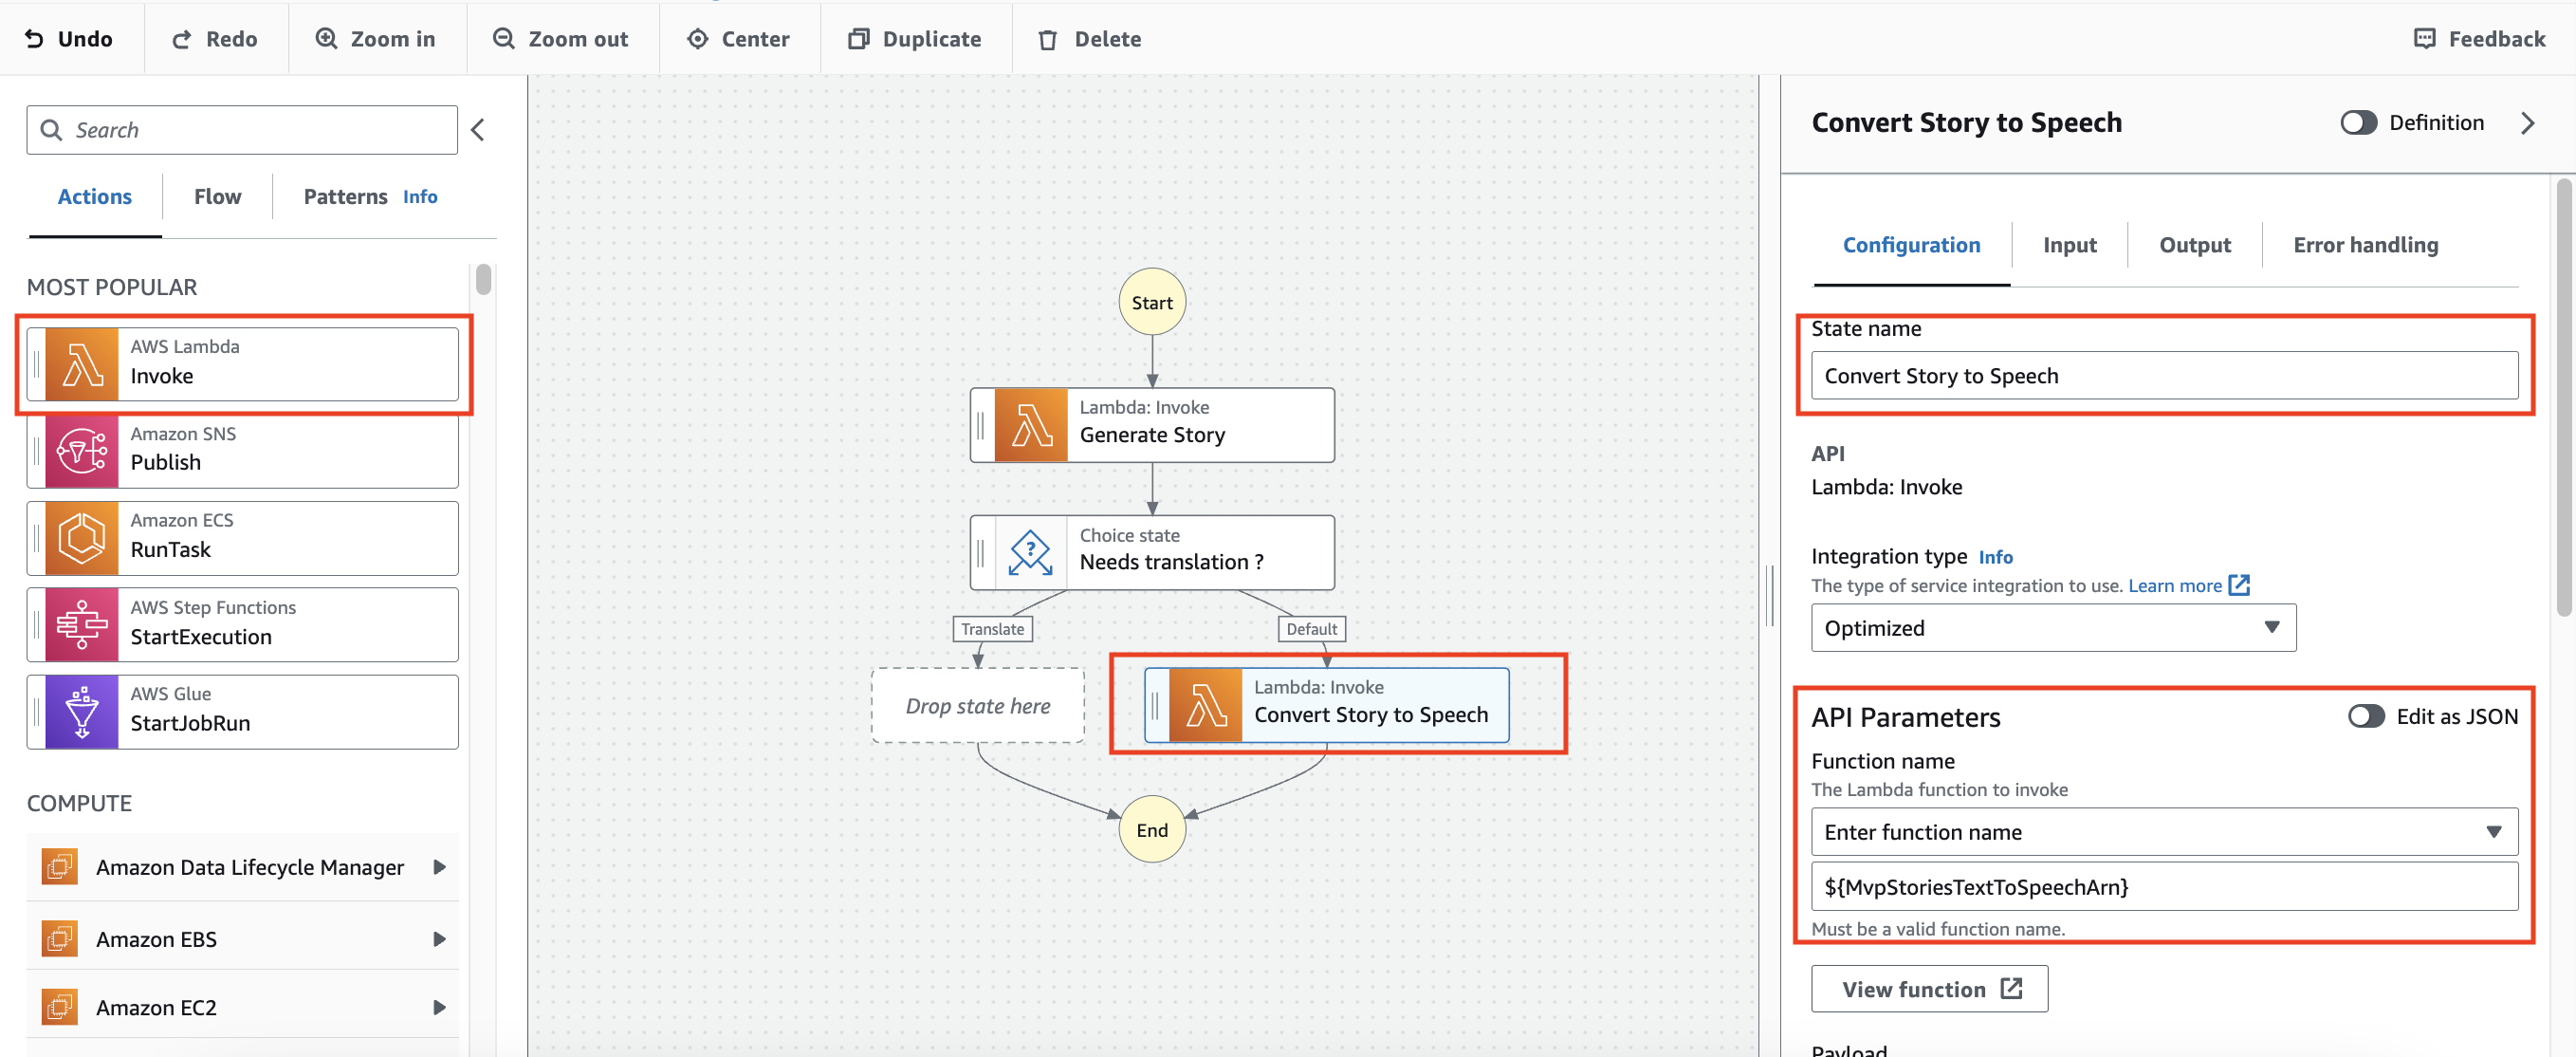 Undo
Redo
Zoom in
Zoom out
Center
Duplicate
Delete
Feedback
Search
Actions
Flow
Patterns Info
MOST POPULAR
AWS Lambda
Invoke
Amazon SNS
Publish
Amazon ECS
RunTask
AWS Step Functions
StartExecution
AWS Glue
StartJobRun
COMPUTE
Amazon Data Lifecycle Manager
Amazon EBS
Amazon EC2
Start
Lambda: Invoke
Generate Story
Choice state
Needs translation ?
Translate
Default
Drop state here
Lambda: Invoke
Convert Story to Speech
End
Convert Story to Speech
Definition
Configuration
Input
Output
Error handling
State name
Convert Story to Speech
API
Lambda: Invoke
Integration type Info
The type of service integration to use. Learn more
Optimized
API Parameters
Edit as JSON
Function name
The Lambda function to invoke
Enter function name
${MvpStoriesTextToSpeechArn}
Must be a valid function name.
View function
Payload